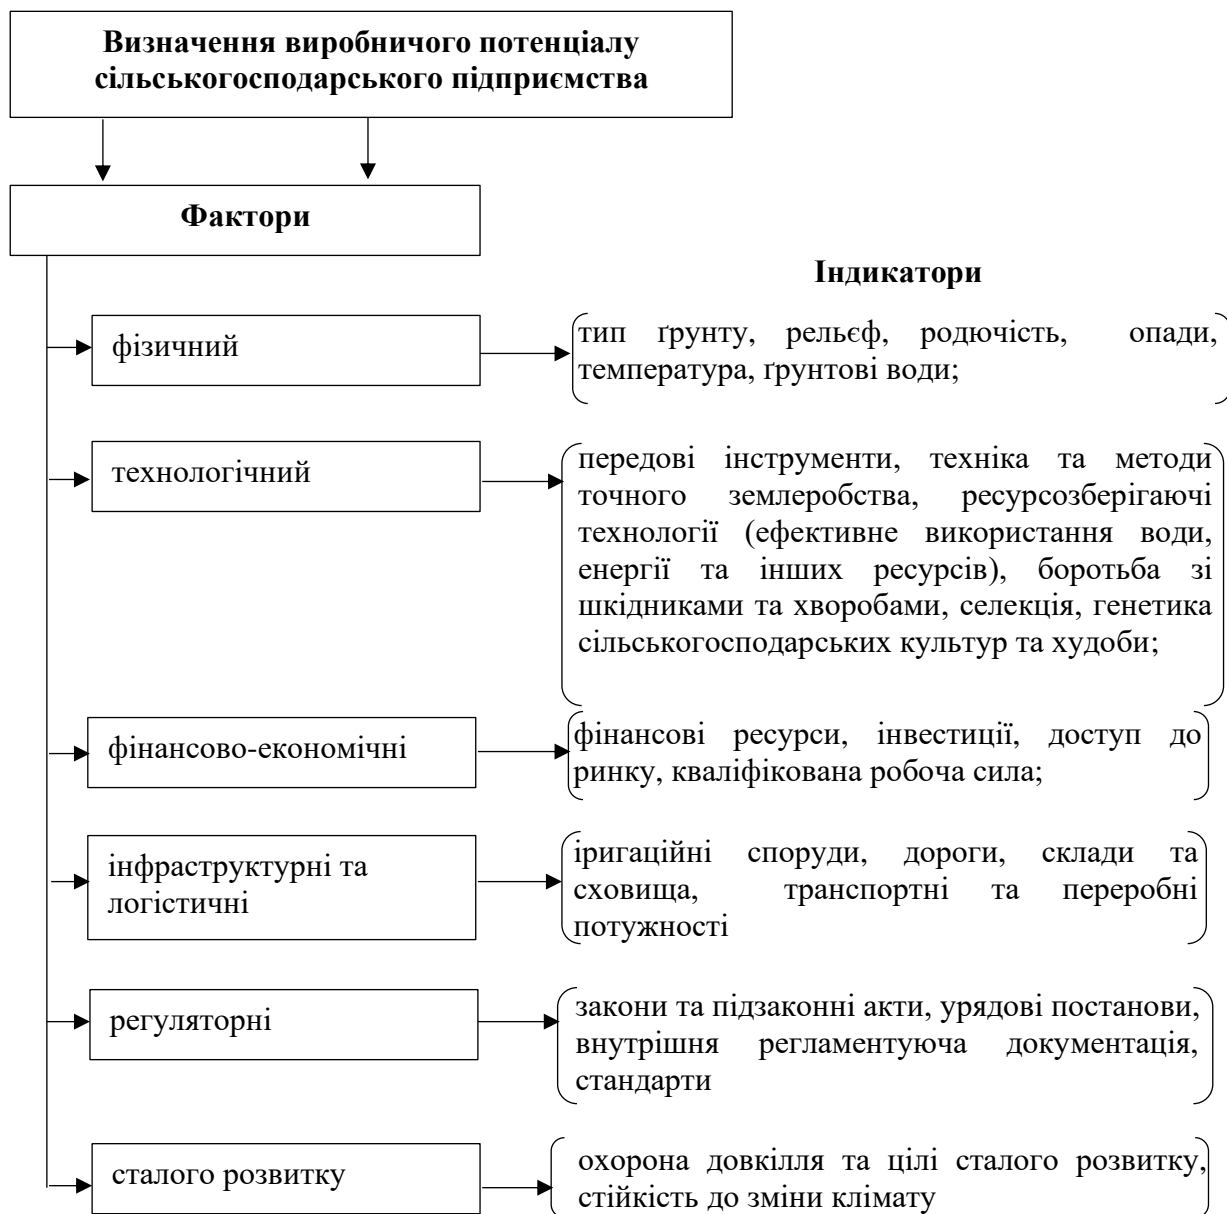 Визначення виробничого потенціалу
сільськогосподарського підприємства
Фактори
Індикатори
фізичний
тип ґрунту, рельєф, родючість, опади,
температура, ґрунтові води;
технологічний
передові інструменти, техніка та методи
точного землеробства, ресурсозберігаючі
технології (ефективне використання води,
енергії та інших ресурсів), боротьба зі
шкідниками та хворобами, селекція, генетика
сільськогосподарських культур та худоби;
фінансово-економічні
фінансові ресурси, інвестиції, доступ до
ринку, кваліфікована робоча сила;
інфраструктурні та
логістичні
іригаційні споруди, дороги, склади та
сховища, транспортні та переробні
потужності
регуляторні
закони та підзаконні акти, урядові постанови,
внутрішня регламентуюча документація,
стандарти
сталого розвитку
охорона довкілля та цілі сталого розвитку,
стійкість до зміни клімату